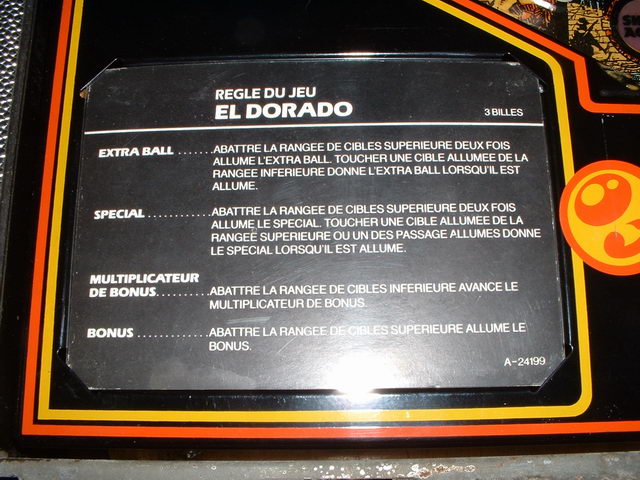 REGLE DU JEU
EL DORADO
3 BILLES
EXTRA BALL .......ABATTRE LA RANGEE DE CIBLES SUPERIEURE DEUX FOIS
ALLUME L'EXTRA BALL. TOUCHER UNE CIBLE ALLUMEE DE LA
RANGEE INFERIEURE DONNE L'EXTRA BALL LORSQU'IL EST
ALLUME.
SPECIAL ............ABATTRE LA RANGEE DE CIBLES SUPERIEURE DEUX FOIS
ALLUME LE SPECIAL. TOUCHER UNE CIBLE ALLUMEE DE LA
RANGEE SUPERIEURE OU UN DES PASSAGE ALLUMES DONNE
LE SPECIAL LORSQU'IL EST ALLUME.
MULTIPLICATEUR
DE BONUS..........ABATTRE LA RANGEE DE CIBLES INFERIEURE AVANCE LE
MULTIPLICATEUR DE BONUS.
BONUS .............ABATTRE LA RANGEE DE CIBLES SUPERIEURE ALLUME LE
BONUS.
A-24199